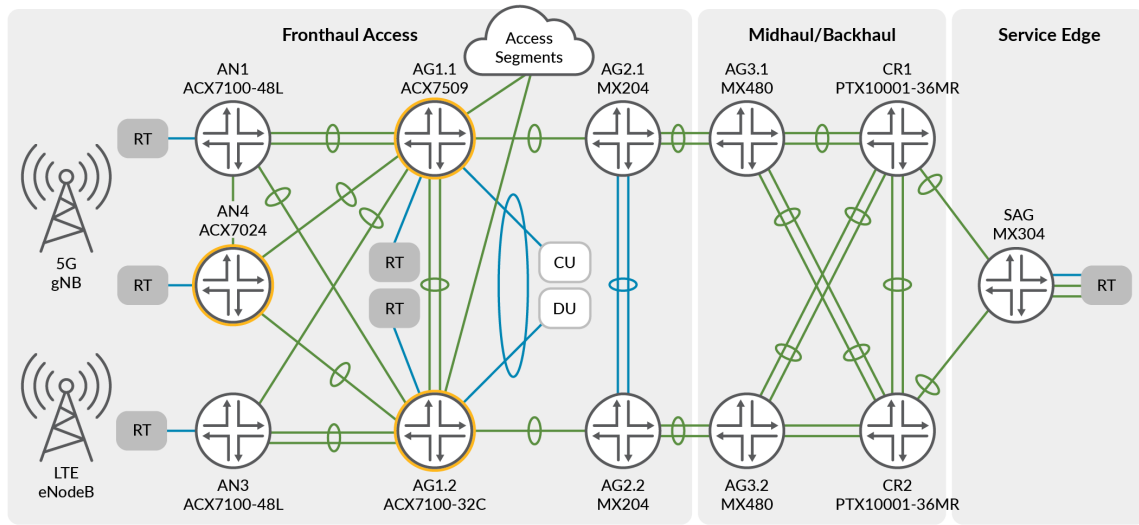 Fronthaul Access
Midhaul/Backhaul
Service Edge
Access
Segments
AN1
ACX7100-48L
AG1.1
ACX7509
AG2.1
MX204
AG3.1
MX480
CR1
PTX10001-36MR
RT
5G
gNB
AN4
ACX7024
RT
RT
RT
CU
DU
SAG
MX304
RT
LTE
eNodeB
RT
AN3
ACX7100-48L
AG1.2
ACX7100-32C
AG2.2
MX204
AG3.2
MX480
CR2
PTX10001-36MR